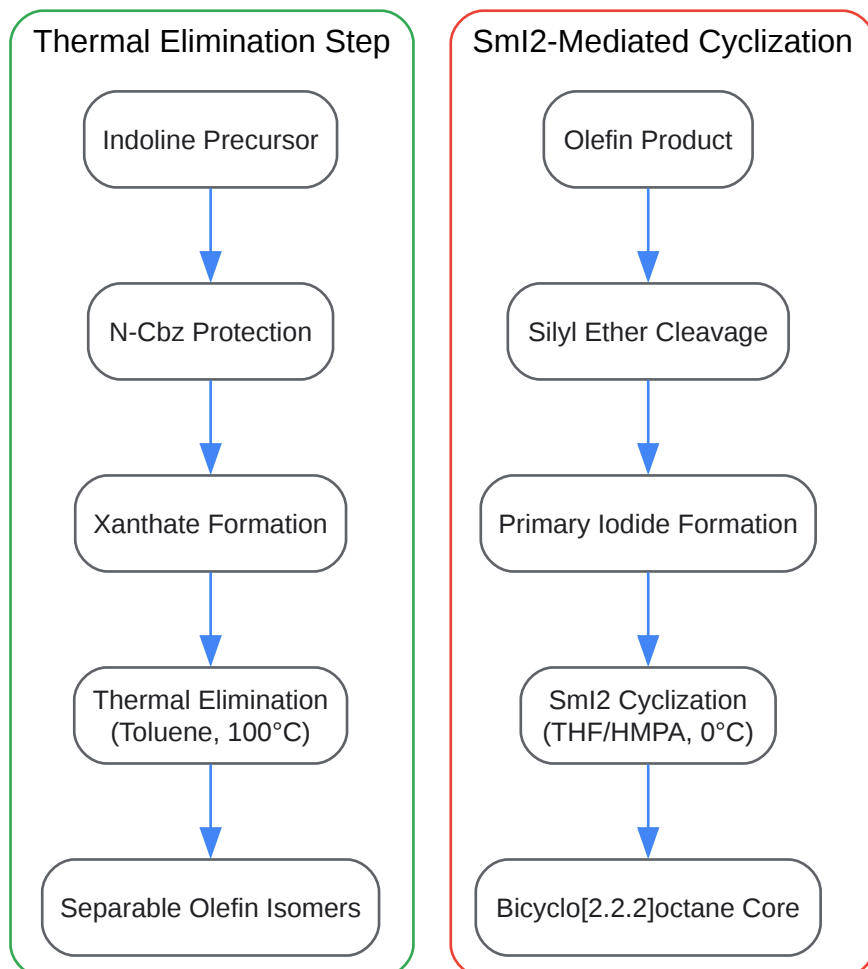 Thermal Elimination Step
Indoline Precursor
N-Cbz Protection
Xanthate Formation
Thermal Elimination
(Toluene, 100°C)
Separable Olefin Isomers
SmI2-Mediated Cyclization
Olefin Product
Silyl Ether Cleavage
Primary Iodide Formation
SmI2 Cyclization
(THF/HMPA, 0°C)
Bicyclo[2.2.2]octane Core